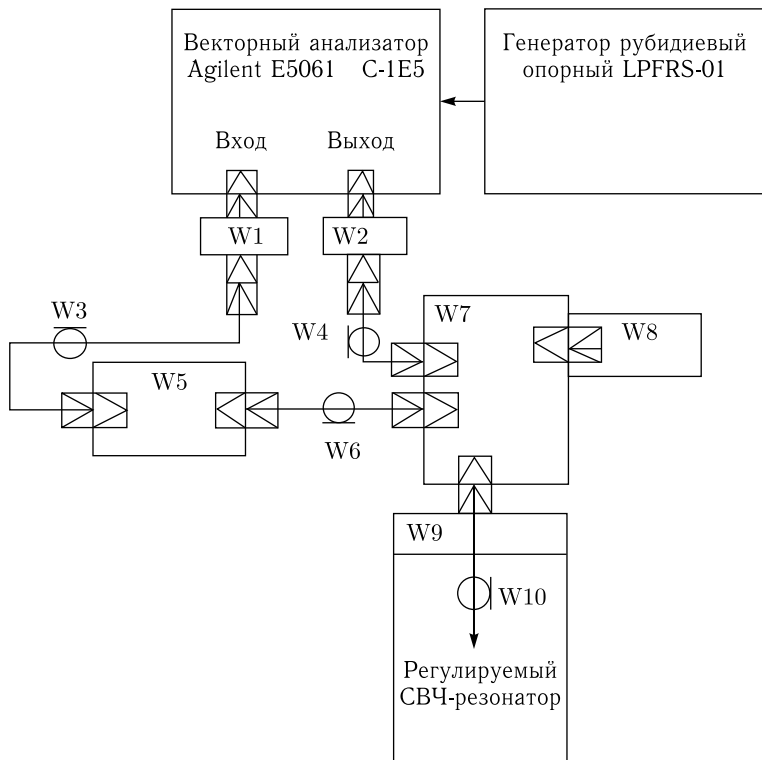 Векторный анализатор
Agilent E5061 C-1E5
Генератор рубидиевый
опорный LPFRS-01
Вход
Выход
W1
W2
W3
W4
W7
W8
W5
W6
W9
W10
Регулируемый
СВЧ-резонатор